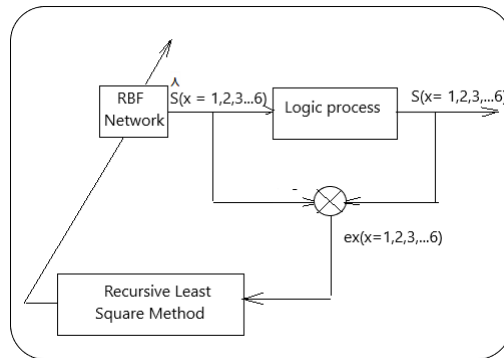 RBF
Network
Ŝ(x = 1,2,3...6)
Logic process
S(x= 1,2,3,...6)
-
ex(x=1,2,3,...6)
Recursive Least
Square Method